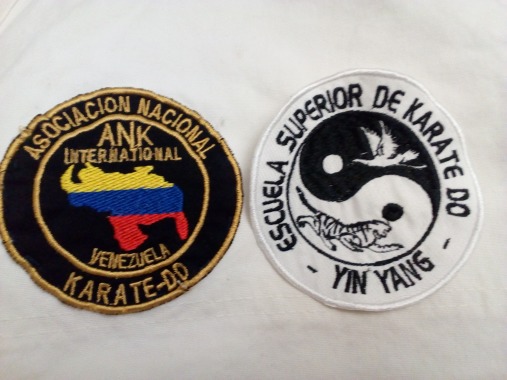 ASOCIACION NACIONAL
ANK
INTERNATIONAL
VENEZUELA
KARATE-DO
ESCUELA SUPERIOR DE KARATE DO
- YIN YANG -